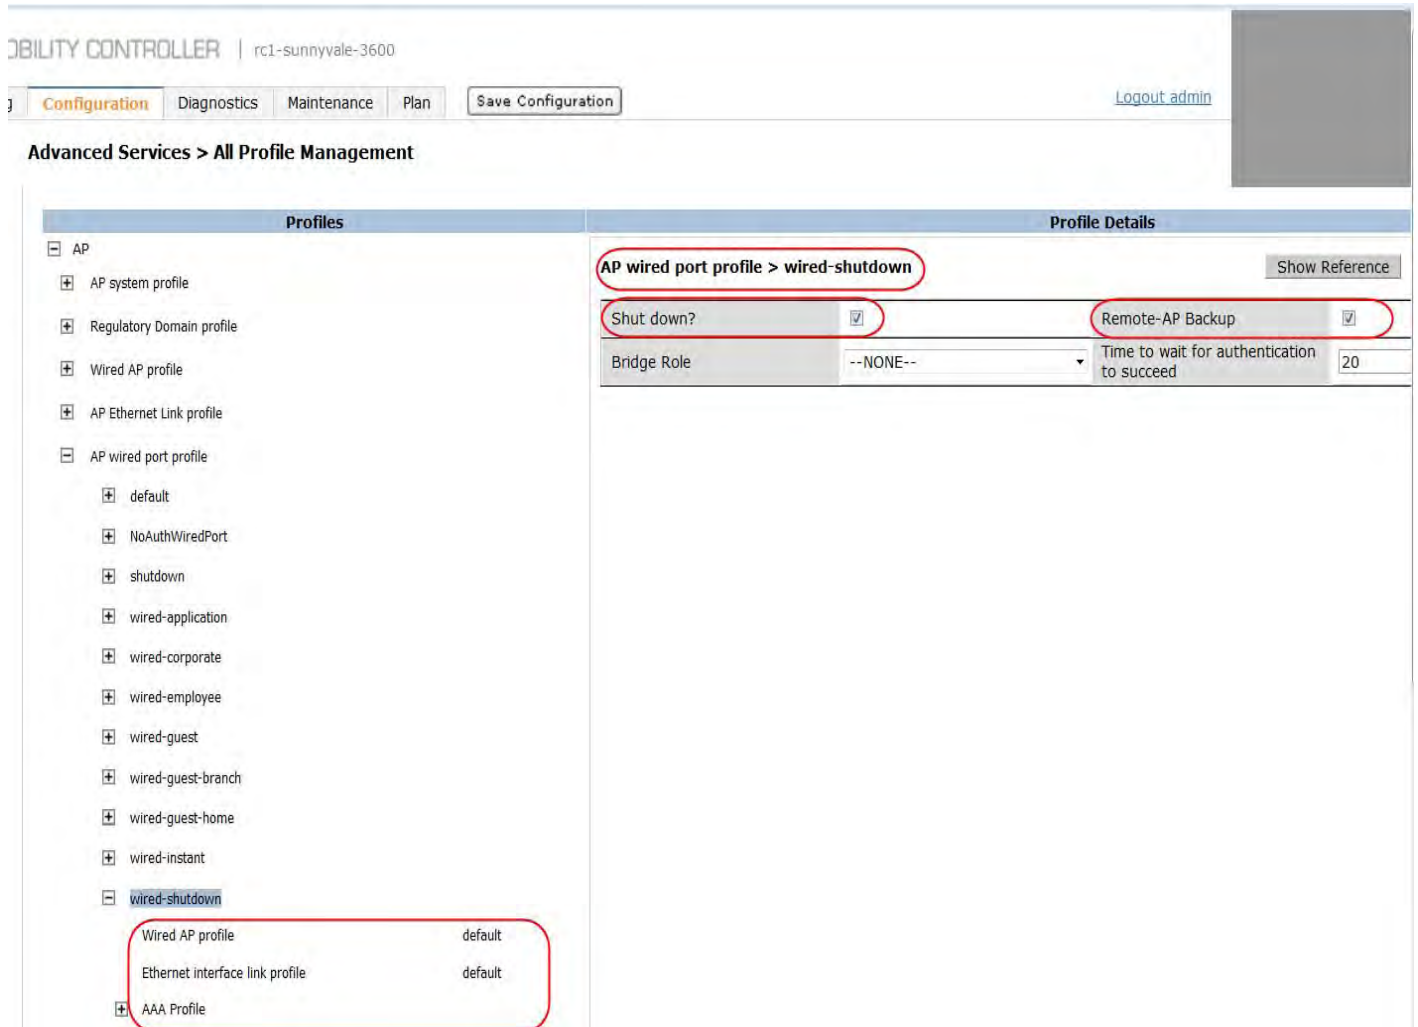 OBILITY CONTROLLER | rc1-sunnyvale-3600
g Configuration Diagnostics Maintenance Plan Save Configuration Logout admin
Advanced Services > All Profile Management
Profiles Profile Details
AP
AP wired port profile > wired-shutdown Show Reference
AP system profile
Shut down? Remote-AP Backup
Regulatory Domain profile
Bridge Role --NONE-- Time to wait for authentication to succeed 20
Wired AP profile
AP Ethernet Link profile
AP wired port profile
default
NoAuthWiredPort
shutdown
wired-application
wired-corporate
wired-employee
wired-guest
wired-guest-branch
wired-guest-home
wired-instant
wired-shutdown
Wired AP profile default
Ethernet interface link profile default
AAA Profile